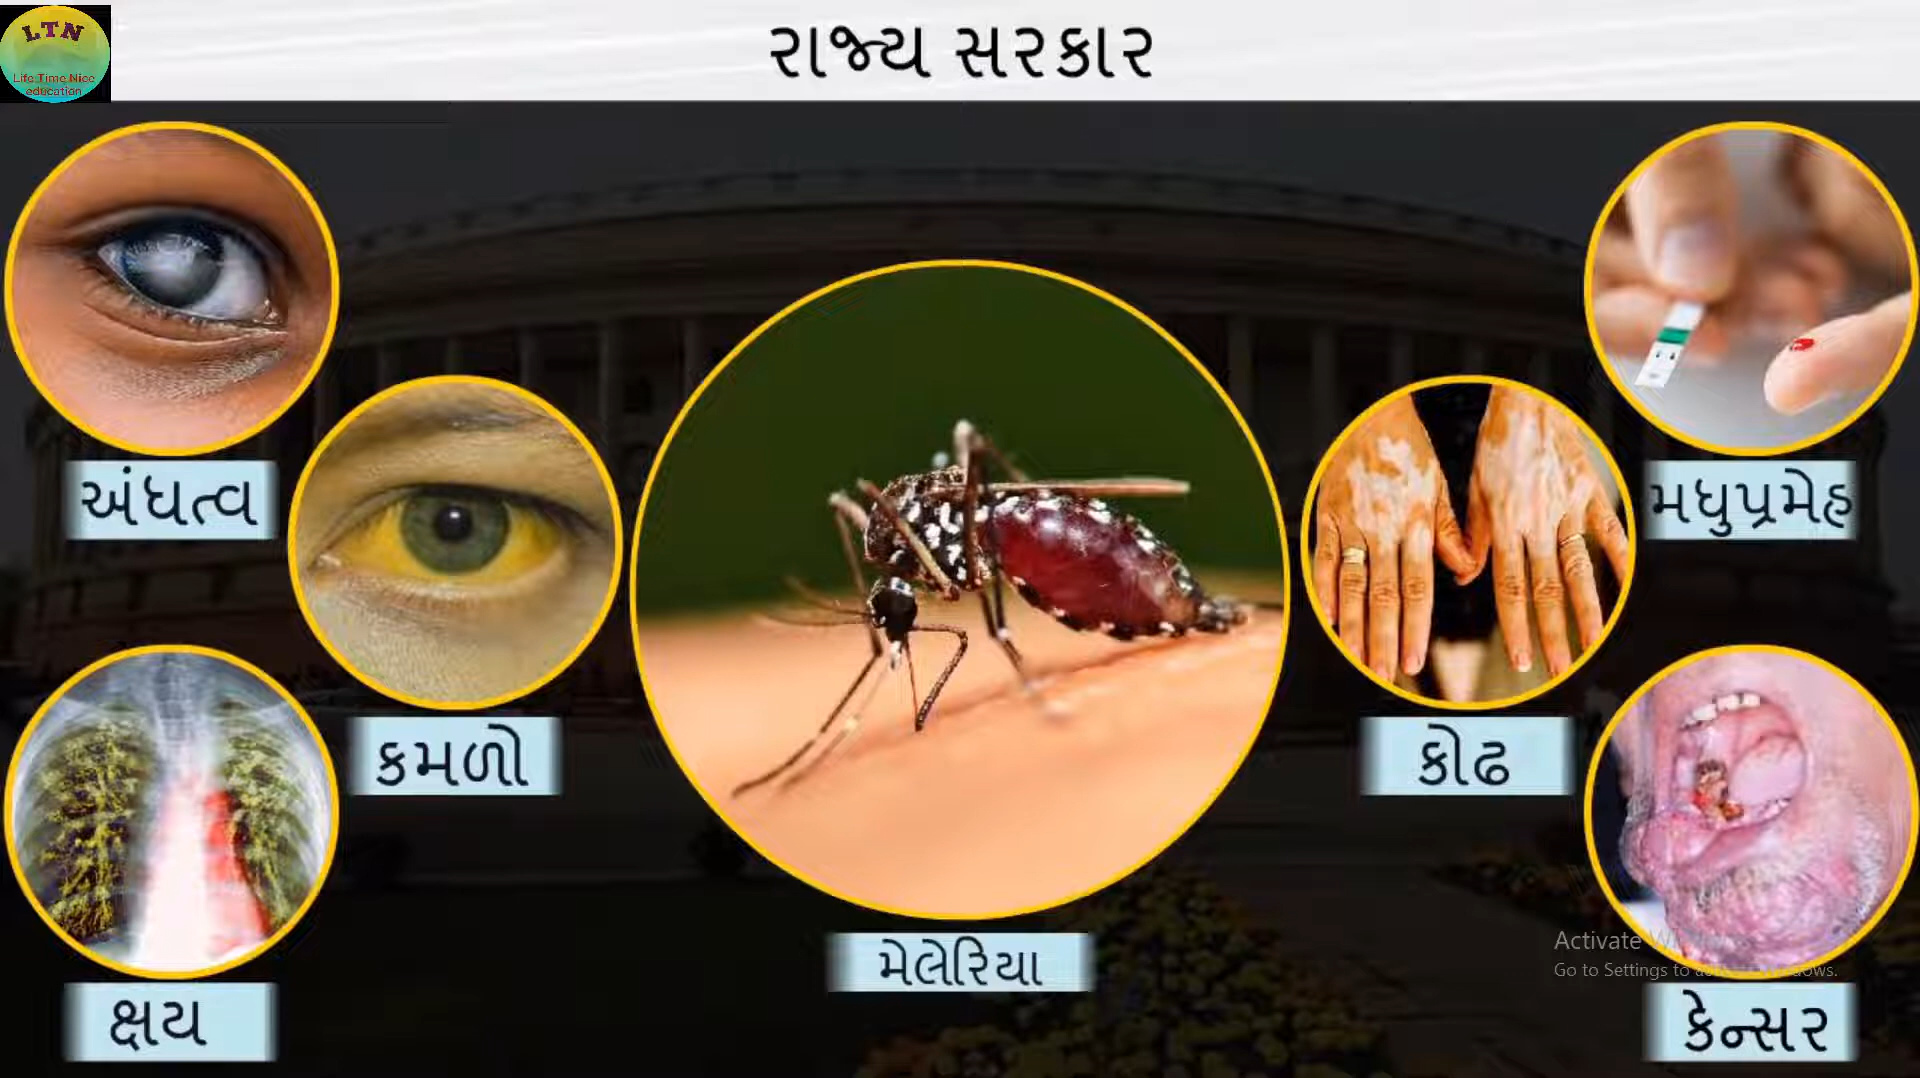 LTN
Life Time Nice
education
રાજ્ય સરકાર
અંધત્વ
મધુપ્રમેહ
કમળો
કોઢ
ક્ષય
મેલેરિયા
કેન્સર
Activate
Go to Settings to